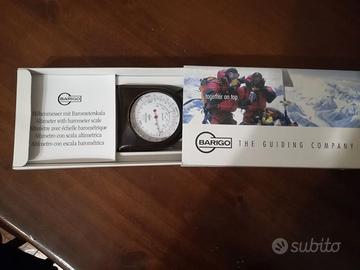 BARIGO
Höhenmesser mit Barometerskala
Altimeter with barometer scale
Altimètre avec échelle barométrique
Altimetro con scala altimetrica
Altímetro con escala barométrica
together on top
BARIGO
THE GUIDING COMPANY
subito